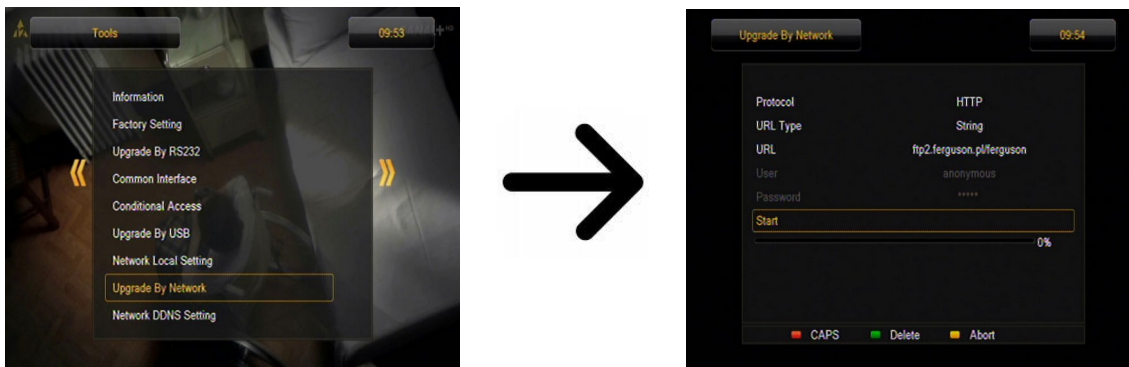 Tools
09:53
Information
Factory Setting
Upgrade By RS232
Common Interface
Conditional Access
Upgrade By USB
Network Local Setting
Upgrade By Network
Network DDNS Setting
Upgrade By Network
09:54
Protocol HTTP
URL Type String
URL ftp2.ferguson.pl/ferguson
User anonymous
Password *****
Start
0%
CAPS Delete Abort